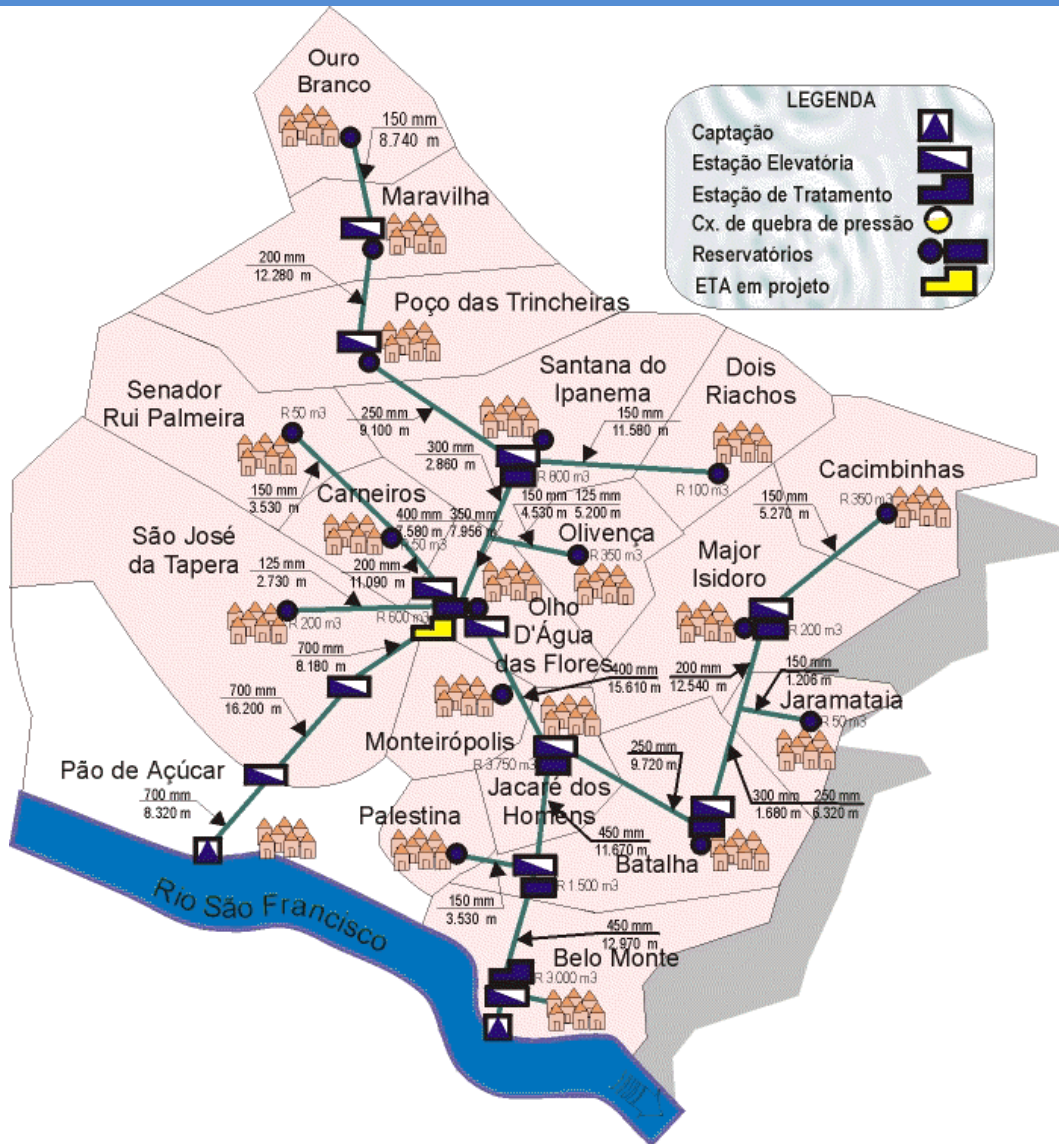 Ouro
Branco
150 mm
8.740 m
LEGENDA
Captação
Estação Elevatória
Estação de Tratamento
Cx. de quebra de pressão
Reservatórios
ETA em projeto
Maravilha
200 mm
12.280 m
Poço das Trincheiras
Senador
Rui Palmeira
R 50 m3
250 mm
9.100 m
Santana do
Ipanema
Dois
Riachos
150 mm
11.580 m
300 mm
2.860 m
R 800 m3
R 100 m3
Cacimbinhas
R 350 m3
150 mm
5.270 m
150 mm
3.530 m
Carneiros
R 50 m3
400 mm
7.580 m
350 mm
7.956 m
150 mm
4.530 m
125 mm
5.200 m
Olivença
R 350 m3
São José
da Tapera
125 mm
2.730 m
200 mm
11.090 m
R 200 m3
R 600 m3
Major
Isidoro
R 200 m3
Olho
D'Água
das Flores
700 mm
8.180 m
400 mm
15.610 m
200 mm
12.540 m
150 mm
1.206 m
Jaramataia
R 50 m3
700 mm
16.200 m
Monteirópolis
R 3.750 m3
250 mm
9.720 m
Pão de Açúcar
700 mm
8.320 m
Jacaré dos
Homens
300 mm
1.680 m
250 mm
6.320 m
Palestina
450 mm
11.670 m
Batalha
150 mm
3.530 m
R 1.500 m3
Rio São Francisco
450 mm
12.970 m
Belo Monte
R 3.000 m3